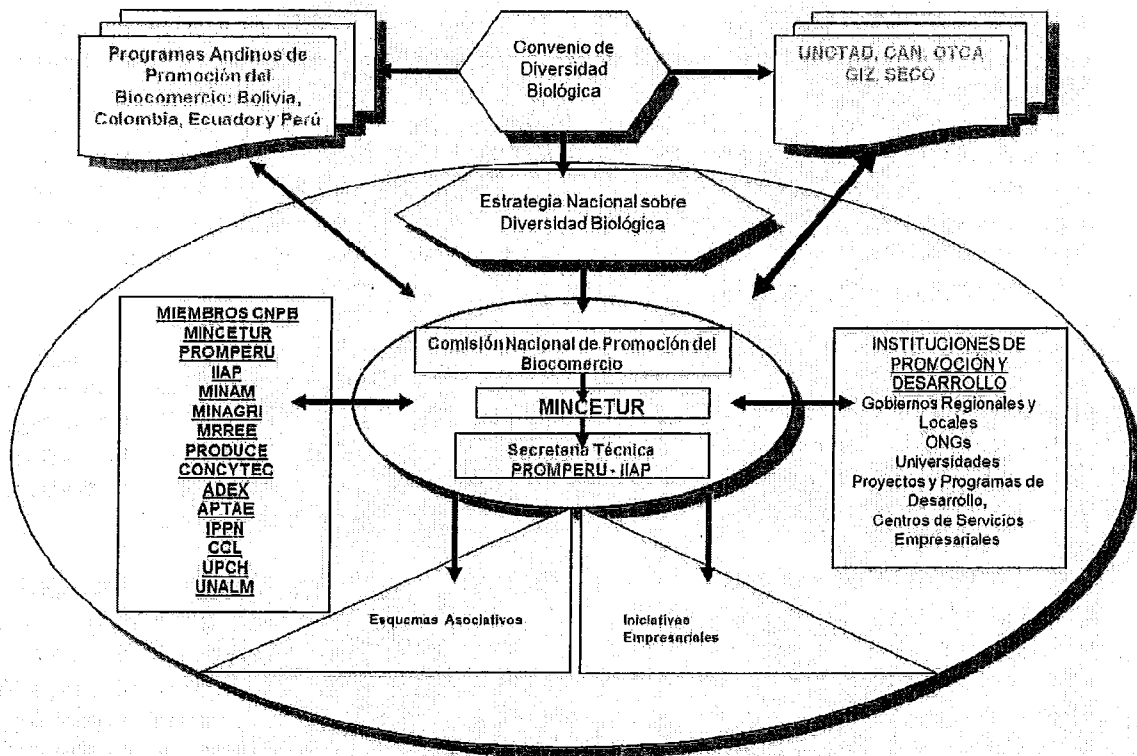 Programas Andinos de
Promoción del
Biocomercio: Bolivia,
Colombia, Ecuador y Perú
Convenio de
Diversidad
Biológica
UNCTAD, CAN, OTCA
GIZ, SECO
Estrategia Nacional sobre
Diversidad Biológica
MIEMBROS CNPB
MINCETUR
PROMPERU
IIAP
MINAM
MINAGRI
MRREE
PRODUCE
CONCYTEC
ADEX
APTAE
IPPN
CCL
UPCH
UNALM
Comisión Nacional de Promoción del
Biocomercio
MINCETUR
Secretaría Técnica
PROMPERU - IIAP
INSTITUCIONES DE
PROMOCIÓN Y
DESARROLLO
Gobiernos Regionales y
Locales
ONGs
Universidades
Proyectos y Programas de
Desarrollo,
Centros de Servicios
Empresariales
Esquemas Asociativos
Iniciativas
Empresariales